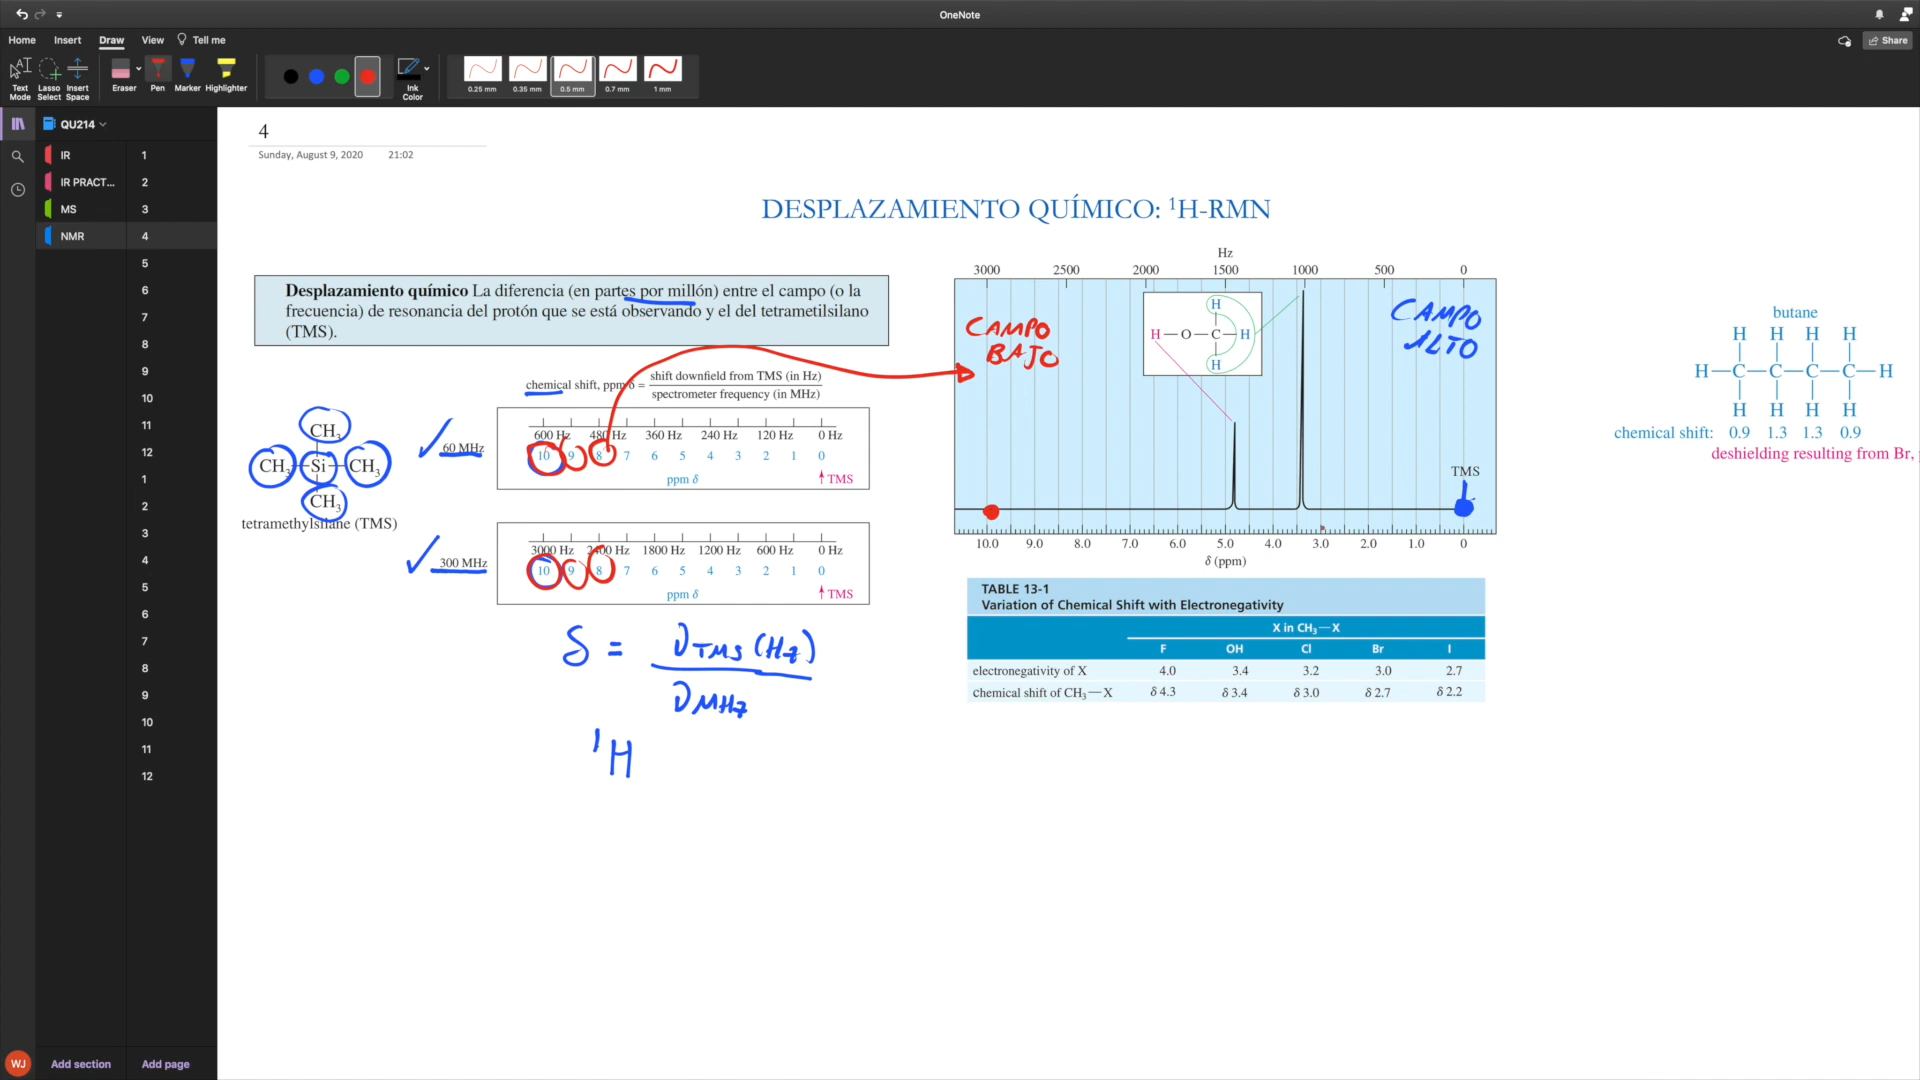 OneNote
Home Insert Draw View Tell me
Share
Text Mode
Lasso Select
Insert Space
Eraser
Pen
Marker
Highlighter
Ink Color
0.25 mm
0.35 mm
0.5 mm
0.7 mm
1 mm
QU214
IR
IR PRACT...
MS
NMR
1
2
3
4
5
6
7
8
9
10
11
12
1
2
3
4
5
6
7
8
9
10
11
12
WJ
Add section
Add page
4
Sunday, August 9, 2020 21:02
DESPLAZAMIENTO QUÍMICO: ¹H-RMN
Desplazamiento químico La diferencia (en partes por millón) entre el campo (o la
frecuencia) de resonancia del protón que se está observando y el del tetrametilsilano
(TMS).
chemical shift, ppm δ = shift downfield from TMS (in Hz)
spectrometer frequency (in MHz)
CH₃
CH₃—Si—CH₃
CH₃
tetramethylsilane (TMS)
60 MHz
600 Hz 480 Hz 360 Hz 240 Hz 120 Hz 0 Hz
10 9 8 7 6 5 4 3 2 1 0
ppm δ
TMS
300 MHz
3000 Hz 2400 Hz 1800 Hz 1200 Hz 600 Hz 0 Hz
10 9 8 7 6 5 4 3 2 1 0
ppm δ
TMS
δ = νTMS (Hz)
νMHz
¹H
Hz
3000 2500 2000 1500 1000 500 0
CAMPO
BAJO
H
H—O—C—H
H
CAMPO
ALTO
TMS
10.0 9.0 8.0 7.0 6.0 5.0 4.0 3.0 2.0 1.0 0
δ (ppm)
TABLE 13-1
Variation of Chemical Shift with Electronegativity
X in CH₃—X
F OH Cl Br I
electronegativity of X 4.0 3.4 3.2 3.0 2.7
chemical shift of CH₃—X δ 4.3 δ 3.4 δ 3.0 δ 2.7 δ 2.2
butane
H H H H
H—C—C—C—C—H
H H H H
chemical shift: 0.9 1.3 1.3 0.9
deshielding resulting from Br,